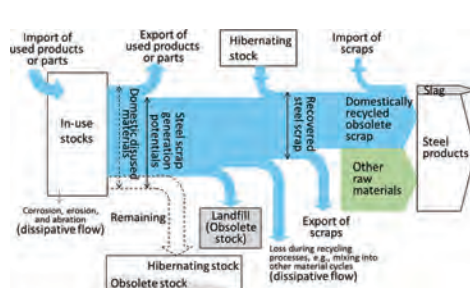 Import of
used products
or parts
Export of
used products
or parts
Hibernating
stock
Import of
scraps
In-use
stocks
Domestic disused
materials
Steel scrap
generation
potentials
Recovered
steel scrap
Domestically
recycled
obsolete
scrap
Slag
Steel
products
Other
raw
materials
Corrosion, erosion,
and abration
(dissipative flow)
Remaining
Landfill
(Obsolete
stock)
Export of
scraps
Loss during recycling
processes, e.g., mixing into
other material cycles
(dissipative flow)
Hibernating stock
Obsolete stock